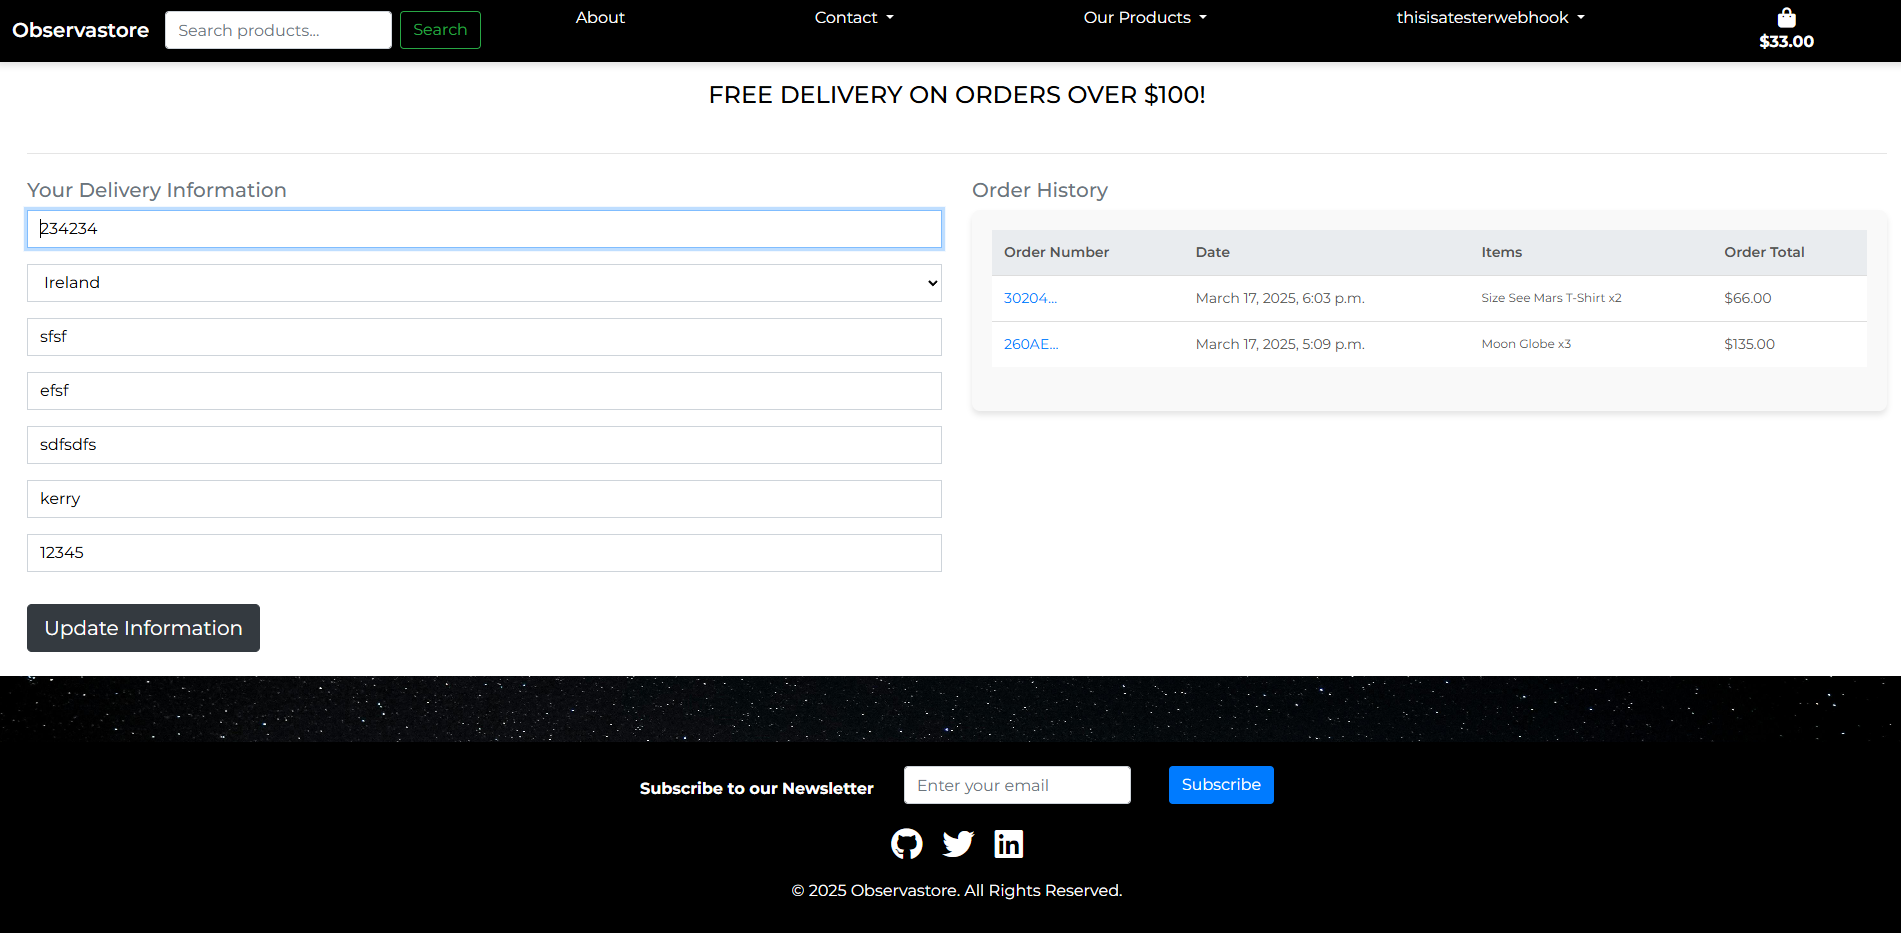 Observastore
Search products...
Search
About
Contact
Our Products
thisisatesterwebhook
$33.00
FREE DELIVERY ON ORDERS OVER $100!
Your Delivery Information
234234
Ireland
sfsf
efsf
sdfsdfs
kerry
12345
Update Information
Order History
Order Number Date Items Order Total
30204... March 17, 2025, 6:03 p.m. Size See Mars T-Shirt x2 $66.00
260AE... March 17, 2025, 5:09 p.m. Moon Globe x3 $135.00
Subscribe to our Newsletter
Enter your email
Subscribe
in
© 2025 Observastore. All Rights Reserved.